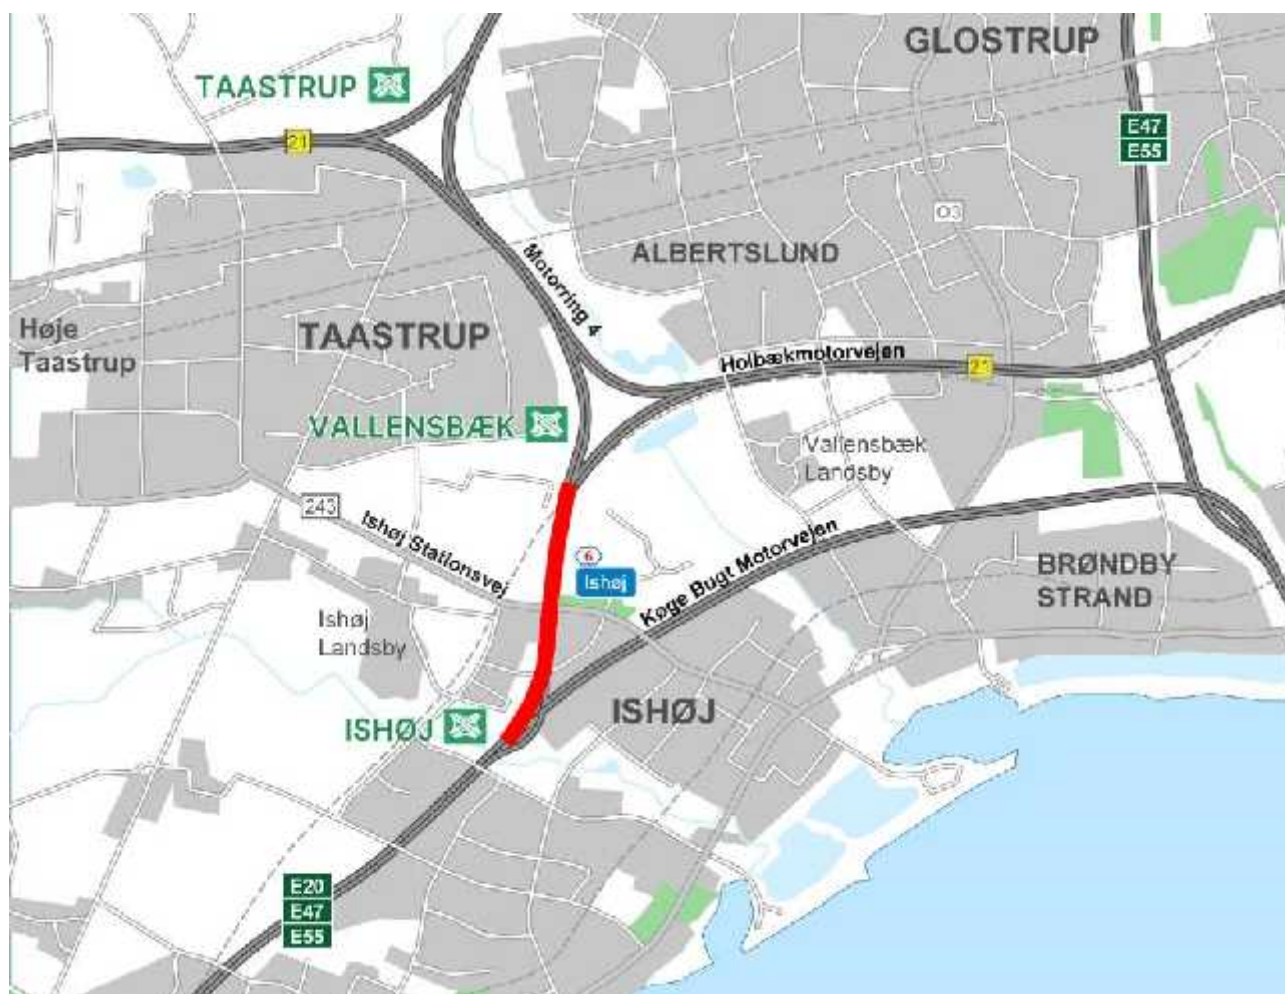 GLOSTRUP
TAASTRUP
21
E47
E55
O3
Motorring 4
ALBERTSLUND
Høje
Taastrup
TAASTRUP
Holbækmotorvejen
21
VALLENSBÆK
Vallensbæk
Landsby
243
Ishøj Stationsvej
6
Ishøj
Køge Bugt Motorvejen
BRØNDBY
STRAND
Ishøj
Landsby
ISHØJ
ISHØJ
E20
E47
E55